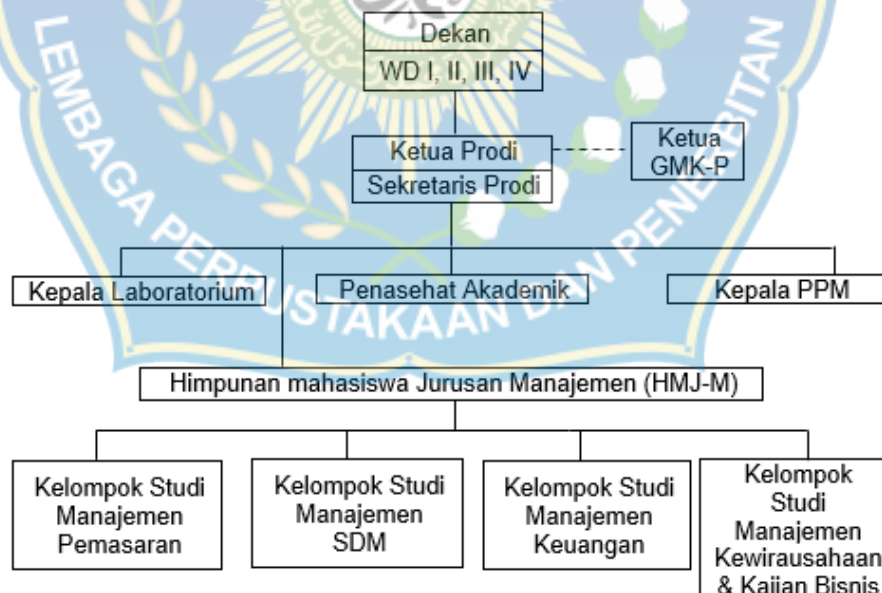 Dekan
WD I, II, III, IV
Ketua Prodi
Sekretaris Prodi
Ketua
GMK-P
Kepala Laboratorium
Penasehat Akademik
Kepala PPM
Himpunan mahasiswa Jurusan Manajemen (HMJ-M)
Kelompok Studi
Manajemen
Pemasaran
Kelompok Studi
Manajemen
SDM
Kelompok Studi
Manajemen
Keuangan
Kelompok
Studi
Manajemen
Kewirausahaan
& Kajian Bisnis
LEMBAGA PERPUSTAKAAN DAN PENERBITAN